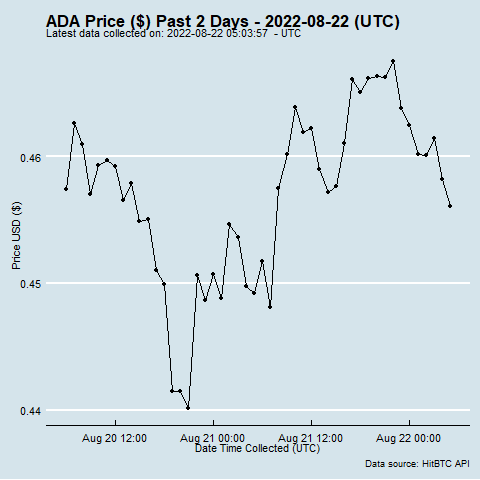 ADA Price ($) Past 2 Days - 2022-08-22 (UTC)
Latest data collected on: 2022-08-22 05:03:57 - UTC
0.46
0.45
0.44
Price USD ($)
Aug 20 12:00 Aug 21 00:00 Aug 21 12:00 Aug 22 00:00
Date Time Collected (UTC)
Data source: HitBTC API